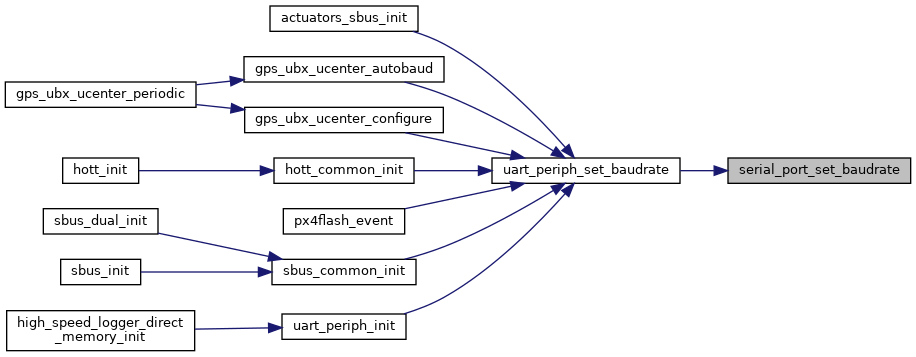 actuators_sbus_init
gps_ubx_ucenter_autobaud
gps_ubx_ucenter_periodic
gps_ubx_ucenter_configure
hott_init
hott_common_init
uart_periph_set_baudrate
serial_port_set_baudrate
px4flash_event
sbus_dual_init
sbus_init
sbus_common_init
high_speed_logger_direct
_memory_init
uart_periph_init